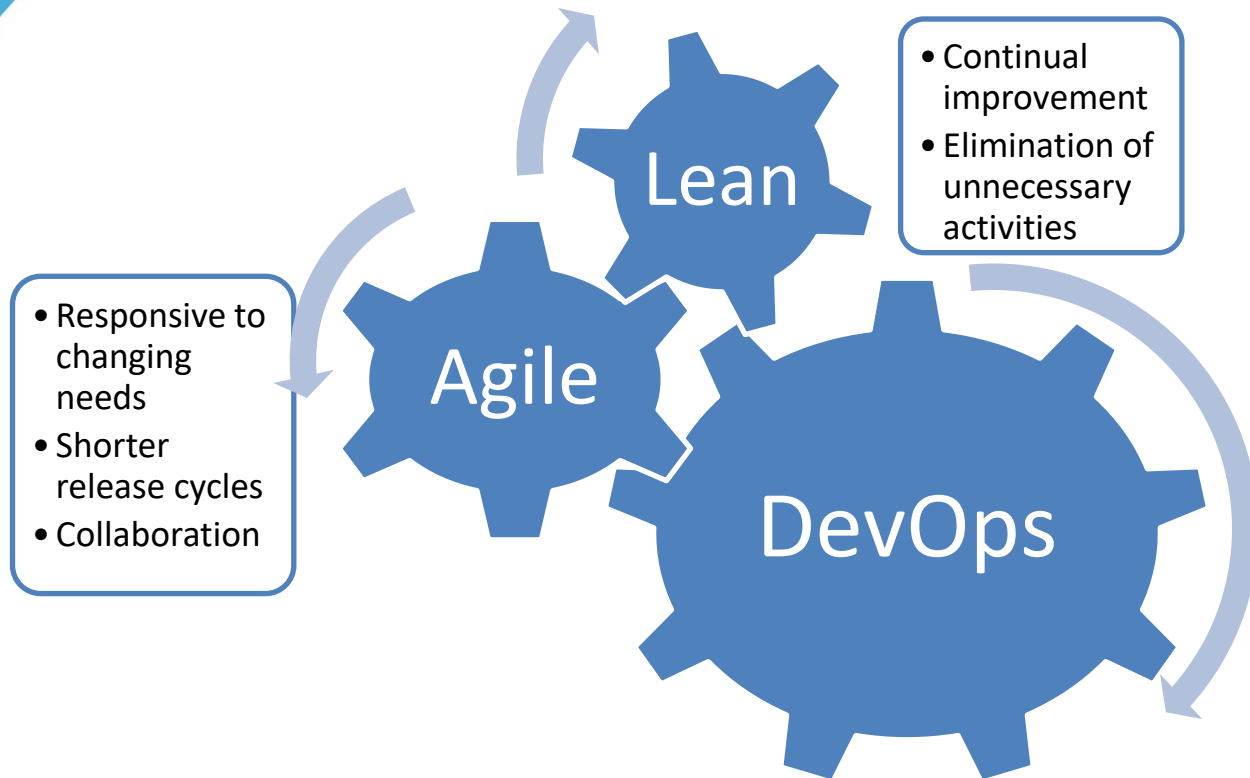 • Continual
improvement
• Elimination of
unnecessary
activities
Lean
• Responsive to
changing
needs
• Shorter
release cycles
• Collaboration
Agile
DevOps